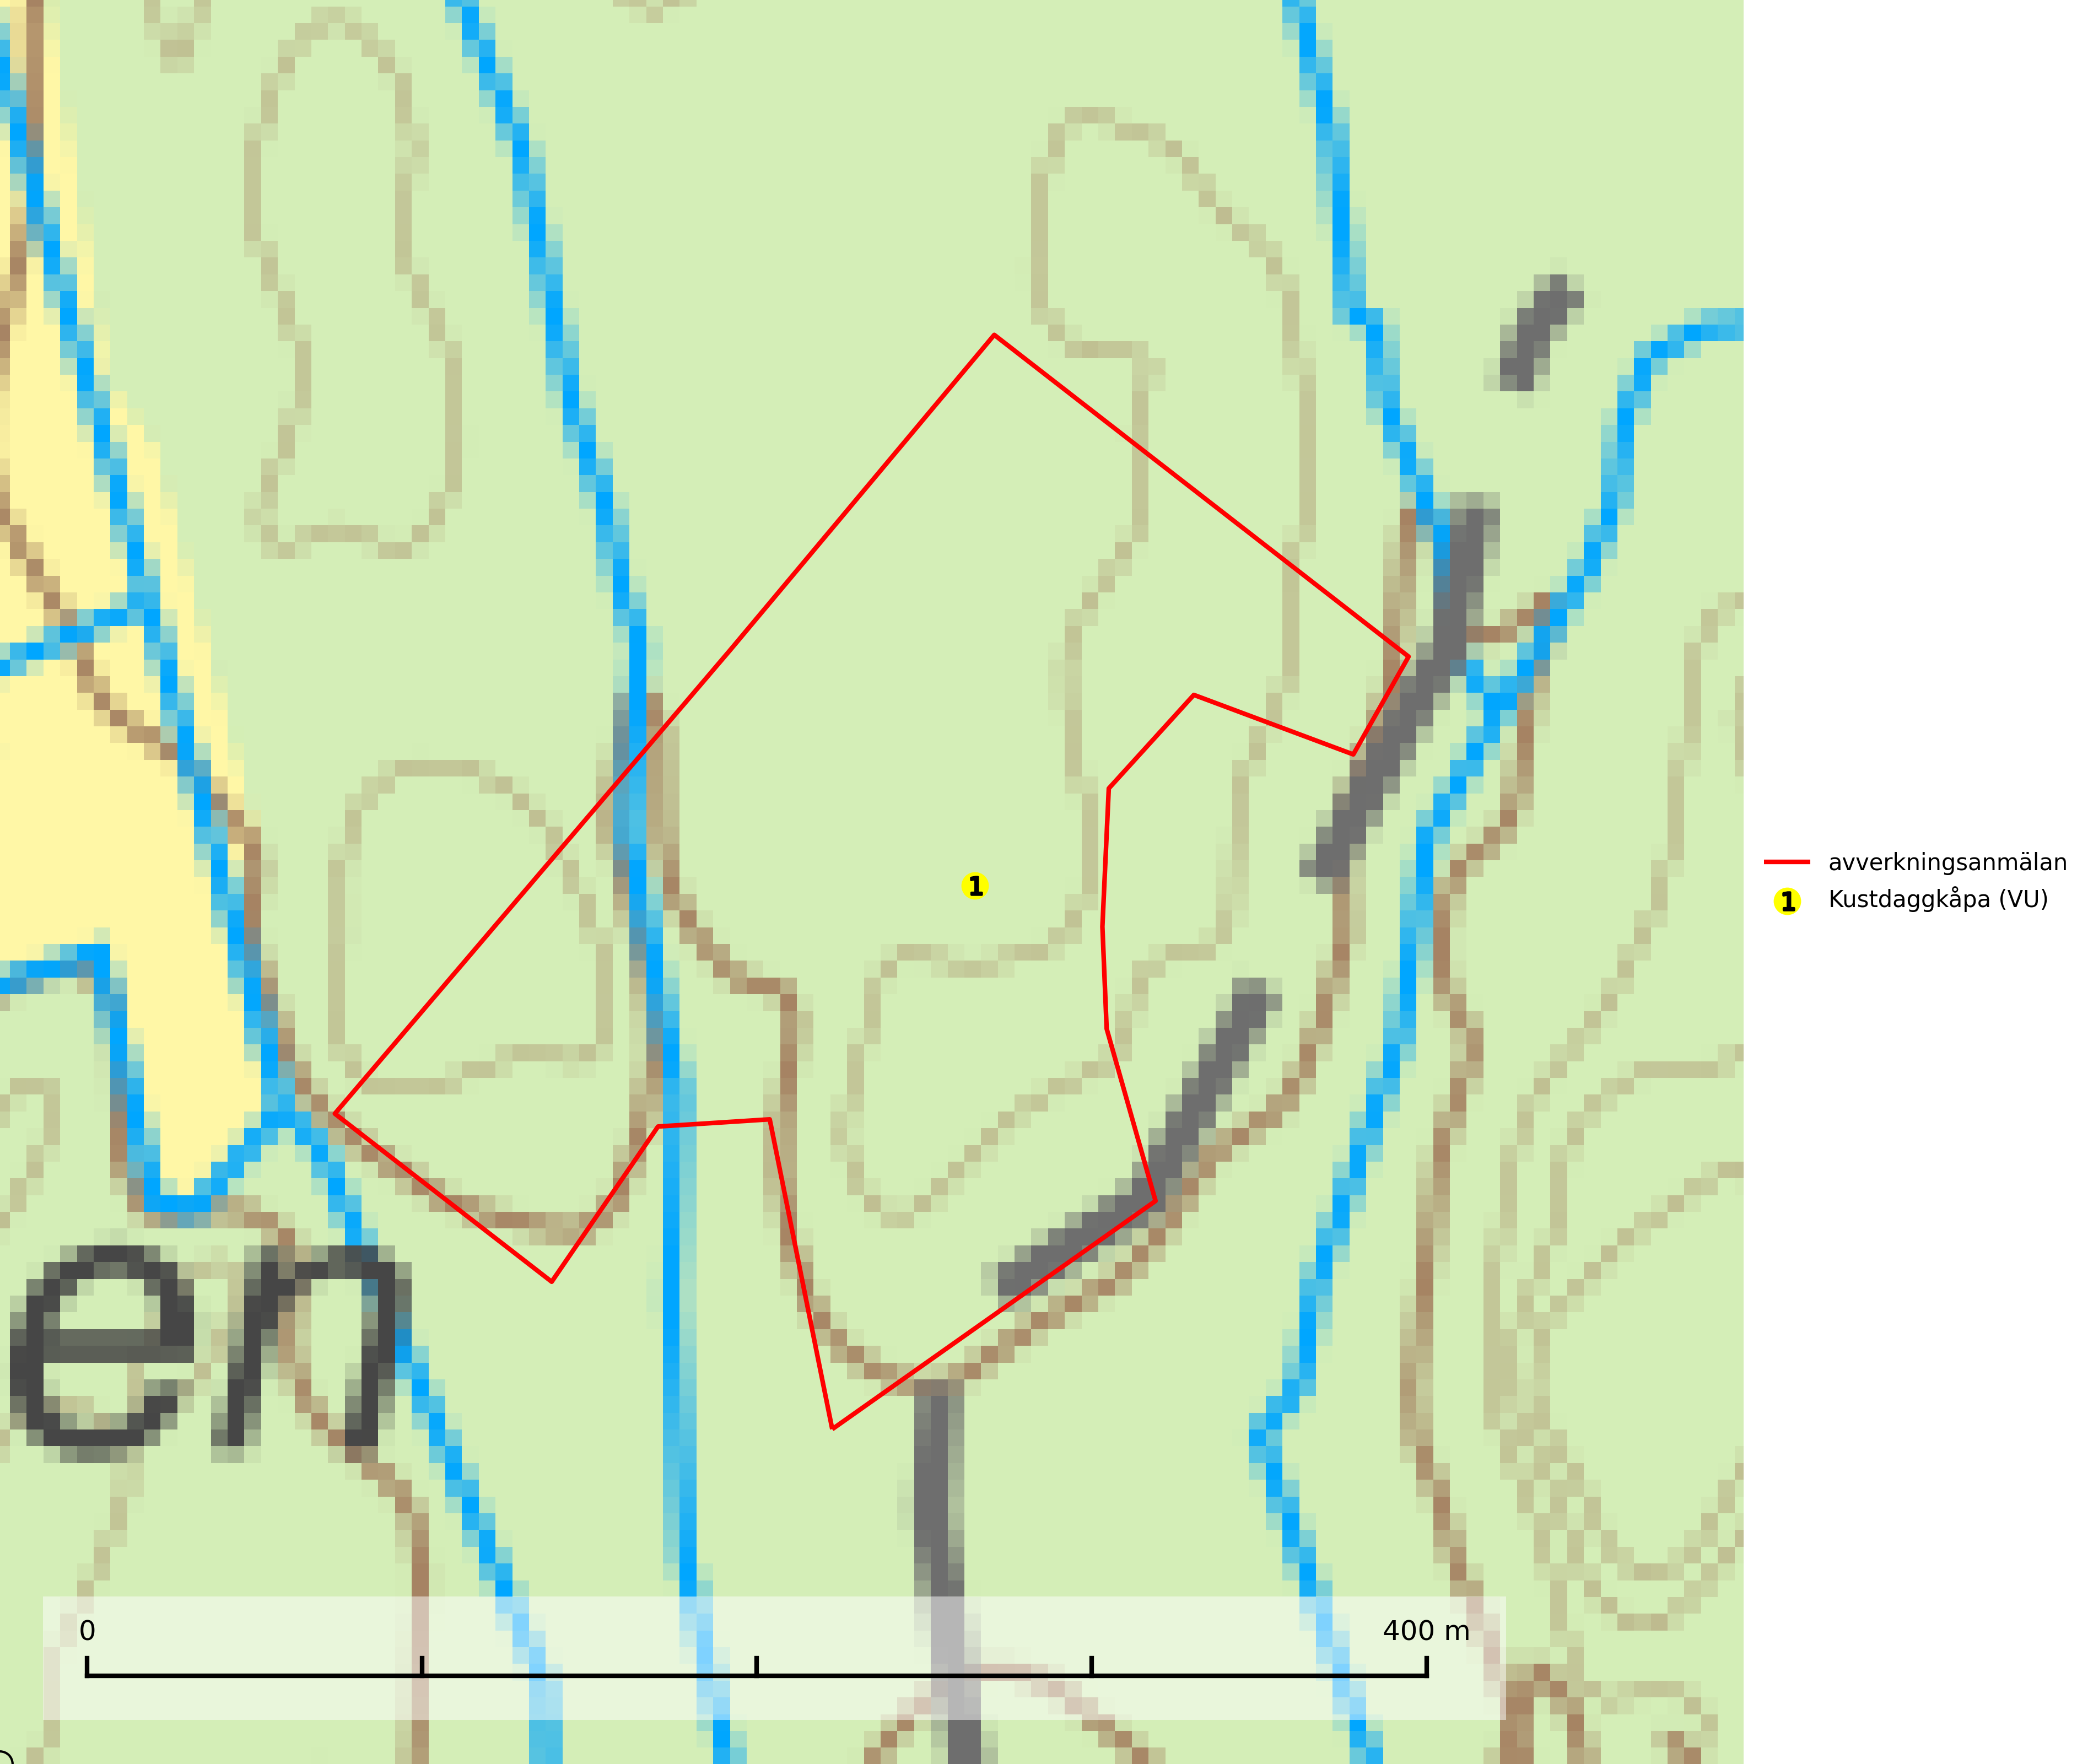 1
avverkningsanmälan
1 Kustdaggkåpa (VU)
en
0 400 m